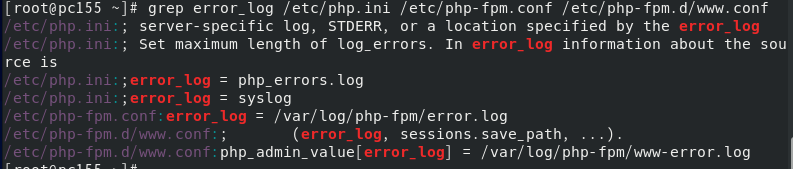 [root@pc155 ~]# grep error_log /etc/php.ini /etc/php-fpm.conf /etc/php-fpm.d/www.conf
/etc/php.ini:; server-specific log, STDERR, or a location specified by the error_log
/etc/php.ini:; Set maximum length of log_errors. In error_log information about the sou
rce is
/etc/php.ini:;error_log = php_errors.log
/etc/php.ini:;error_log = syslog
/etc/php-fpm.conf:error_log = /var/log/php-fpm/error.log
/etc/php-fpm.d/www.conf:;       (error_log, sessions.save_path, ...).
/etc/php-fpm.d/www.conf:php_admin_value[error_log] = /var/log/php-fpm/www-error.log
[root@pc155 ~]#